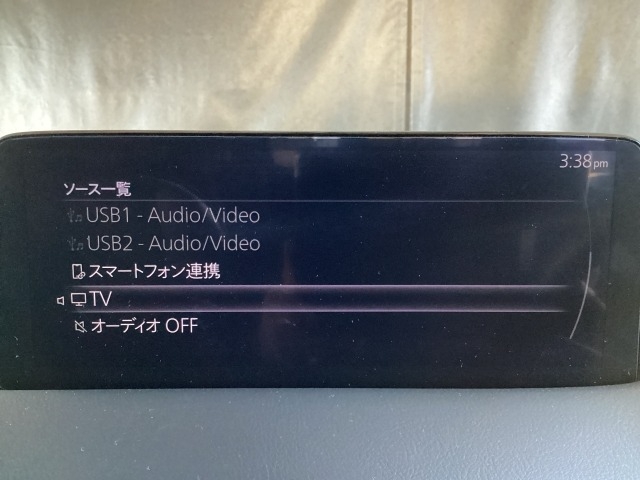 3:38pm
ソース一覧
USB1 - Audio/Video
USB2 - Audio/Video
スマートフォン連携
TV
オーディオ OFF